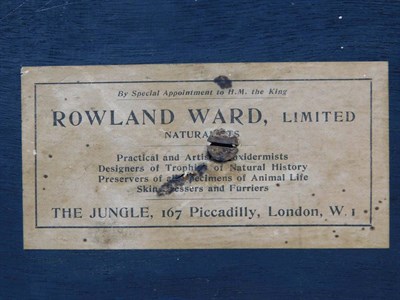 By Special Appointment to H.M. the King
ROWLAND WARD, LIMITED
NATURALISTS
Practical and Artistic Taxidermists
Designers of Trophies of Natural History
Preservers of all Specimens of Animal Life
Skin Dressers and Furriers
THE JUNGLE, 167 Piccadilly, London, W.1